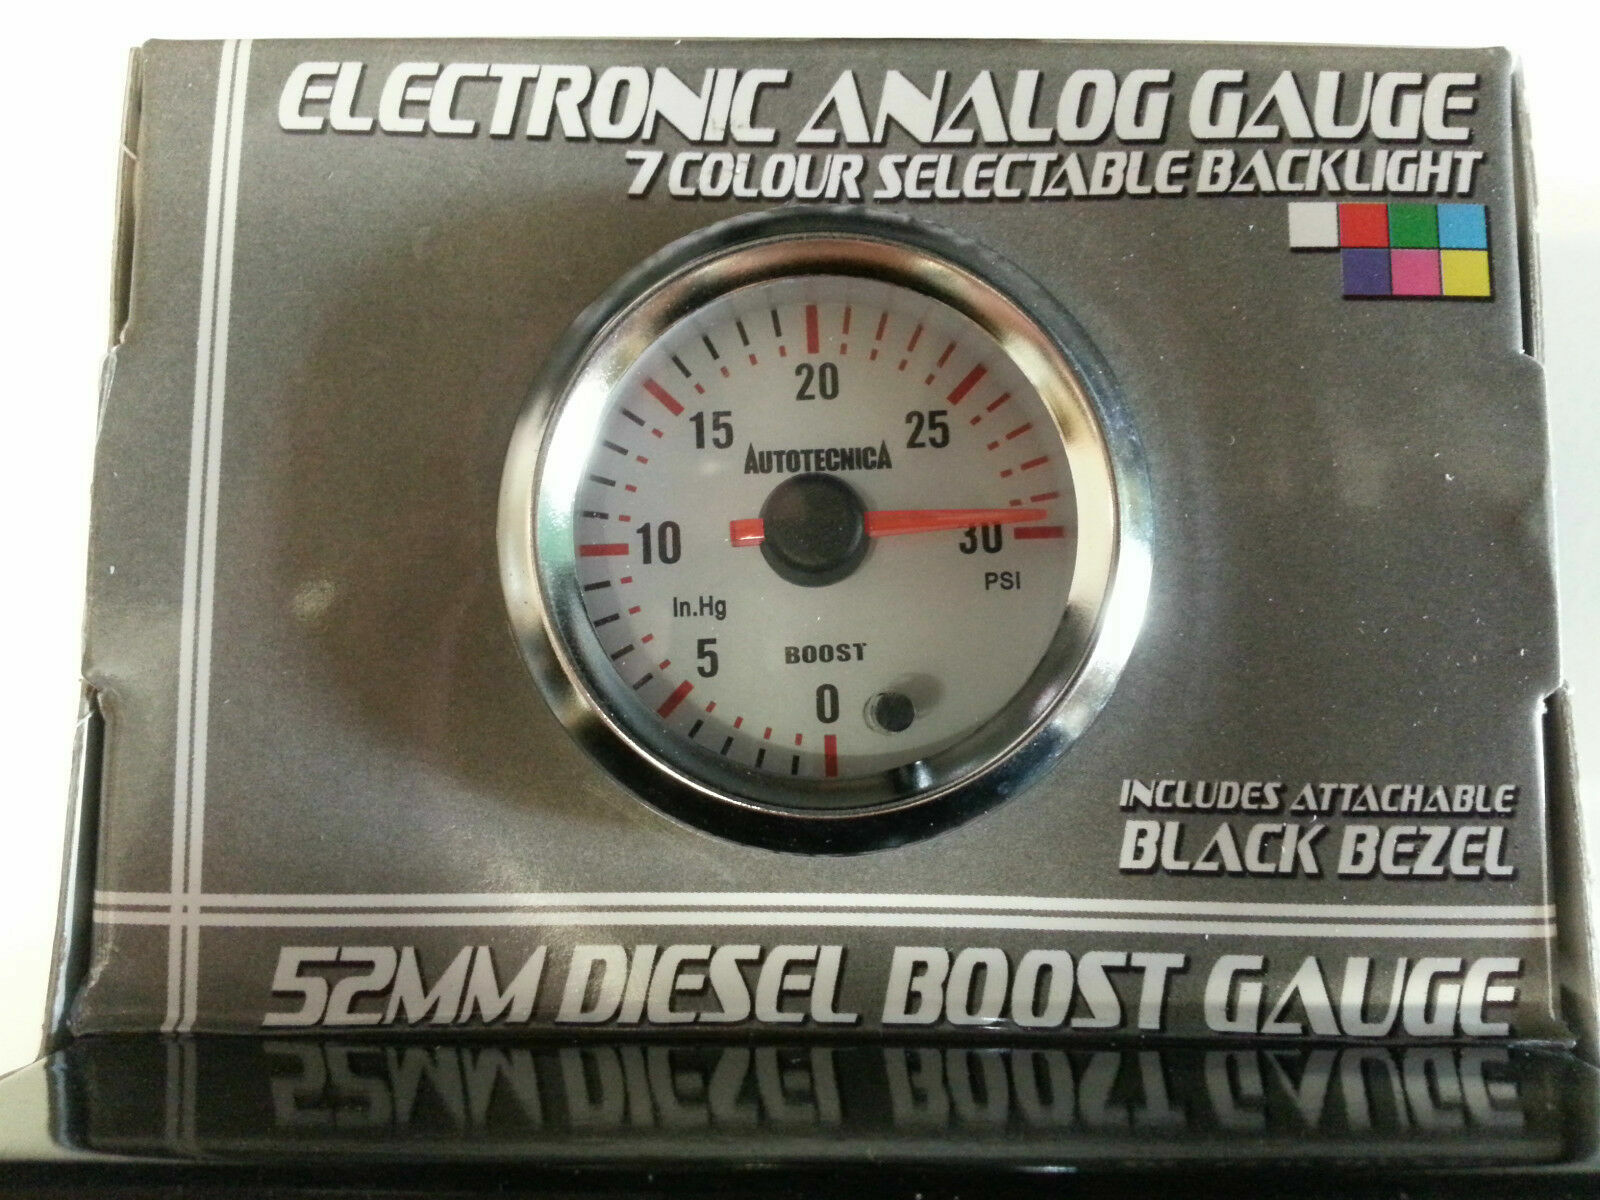 ELECTRONIC ANALOG GAUGE
7 COLOUR SELECTABLE BACKLIGHT
20
15
25
AUTOTECNICA
10
30
PSI
In.Hg
5
BOOST
0
INCLUDES ATTACHABLE
BLACK BEZEL
52MM DIESEL BOOST GAUGE